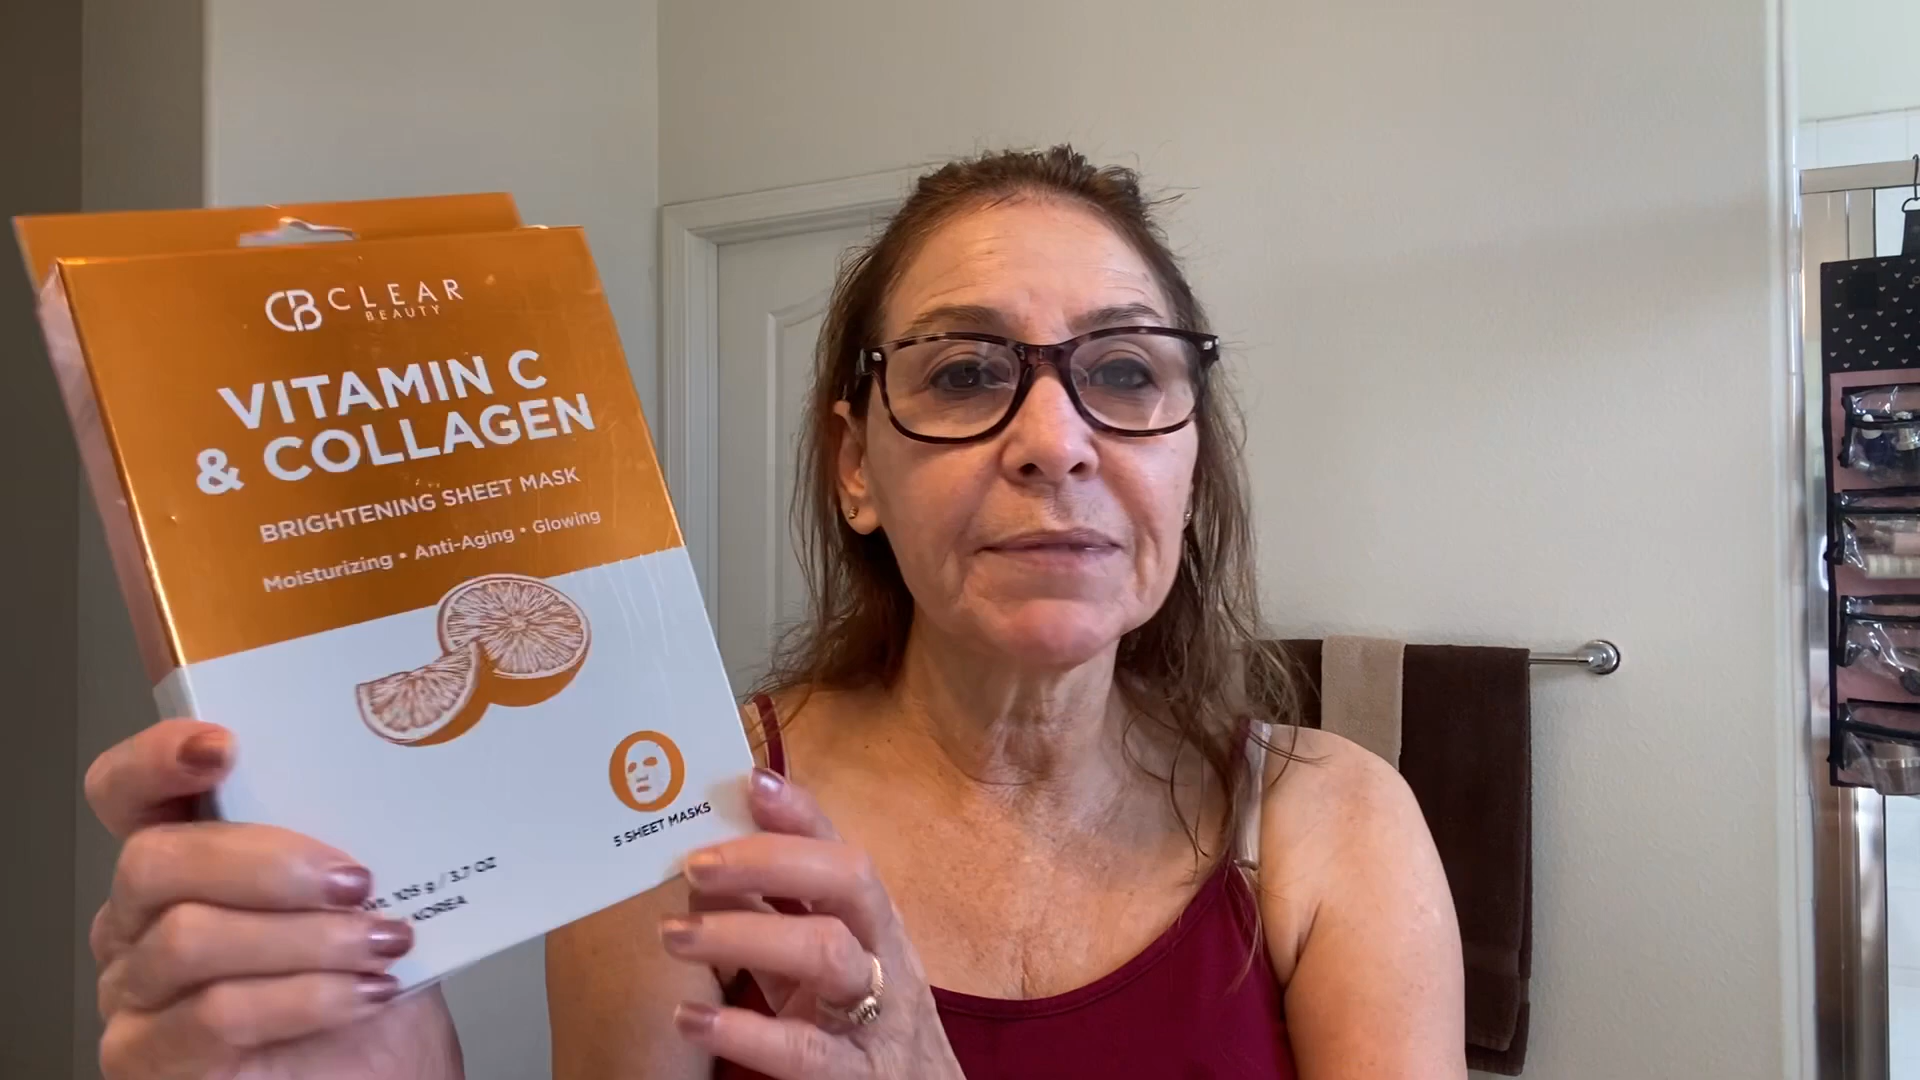 CB CLEAR
BEAUTY
VITAMIN C
& COLLAGEN
BRIGHTENING SHEET MASK
Moisturizing • Anti-Aging • Glowing
5 SHEET MASKS
105 g / 3.7 OZ
KOREA